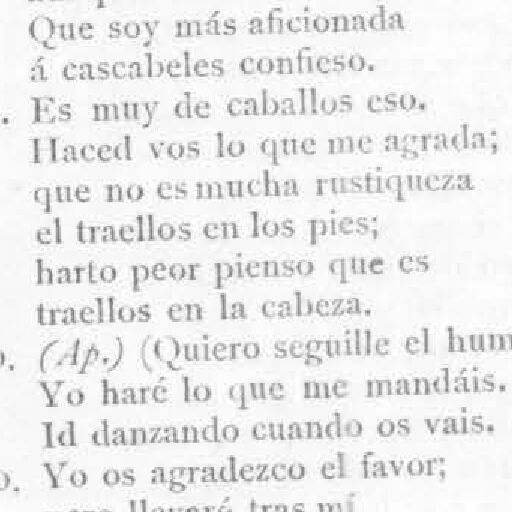 Que soy más aficionada
á cascabeles confieso.
. Es muy de caballos eso.
Haced vos lo que me agrada;
que no es mucha rustiqueza
el traellos en los pies;
harto peor pienso que es
traellos en la cabeza.
(Ap.) (Quiero seguille el hum
Yo haré lo que me mandáis.
Id danzando cuando os vais.
Yo os agradezco el favor;
llevaré tras mí